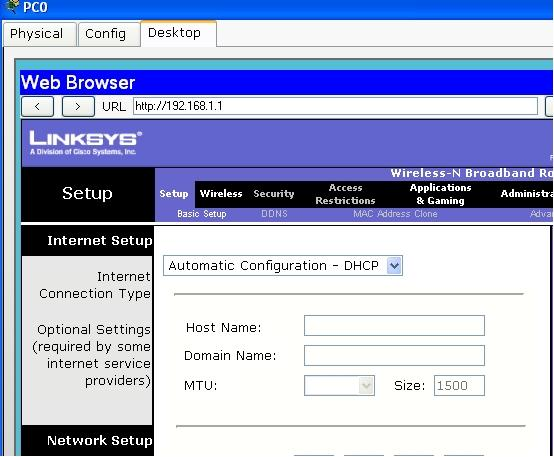 PC0
Physical Config Desktop
Web Browser
< > URL http://192.168.1.1
LINKSYS®
A Division of Cisco Systems, Inc.
Wireless-N Broadband Ro
Setup
Setup Wireless Security Access Restrictions Applications & Gaming Administra
Basic Setup DDNS MAC Address Clone Advan
Internet Setup
Internet Connection Type
Automatic Configuration - DHCP
Optional Settings (required by some internet service providers)
Host Name:
Domain Name:
MTU: Size: 1500
Network Setup